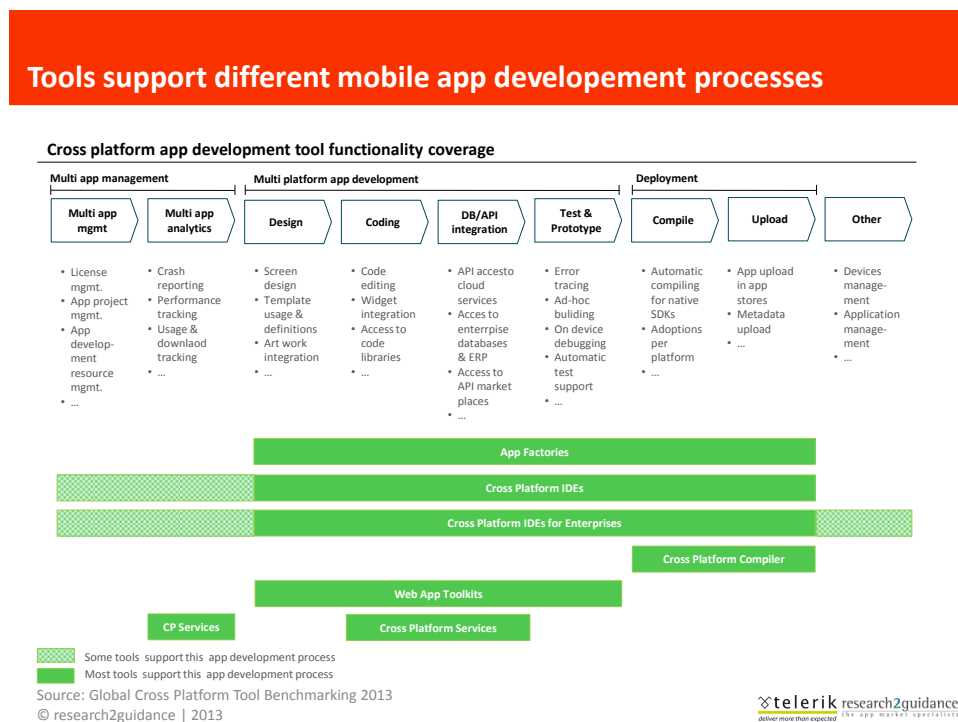 Tools support different mobile app developement processes
Cross platform app development tool functionality coverage
Multi app management
Multi platform app development
Deployment
Multi app
mgmt
Multi app
analytics
Design
Coding
DB/API
integration
Test &
Prototype
Compile
Upload
Other
• License
mgmt.
• App project
mgmt.
• App
develop-
ment
resource
mgmt.
• …
• Crash
reporting
• Performance
tracking
• Usage &
downlaod
tracking
• …
• Screen
design
• Template
usage &
definitions
• Art work
integration
• …
• Code
editing
• Widget
integration
• Access to
code
libraries
• …
• API accesto
cloud
services
• Acces to
enterrpise
databases
& ERP
• Access to
API market
places
• …
• Error
tracing
• Ad-hoc
buliding
• On device
debugging
• Automatic
test
support
• …
• Automatic
compiling
for native
SDKs
• Adoptions
per
platform
• …
• App upload
in app
stores
• Metadata
upload
• …
• Devices
manage-
ment
• Application
manage-
ment
• …
App Factories
Cross Platform IDEs
Cross Platform IDEs for Enterprises
Cross Platform Compiler
Web App Toolkits
CP Services
Cross Platform Services
Some tools support this app development process
Most tools support this app development process
Source: Global Cross Platform Tool Benchmarking 2013
© research2guidance | 2013
telerik
deliver more than expected
research2guidance
the app market specialists